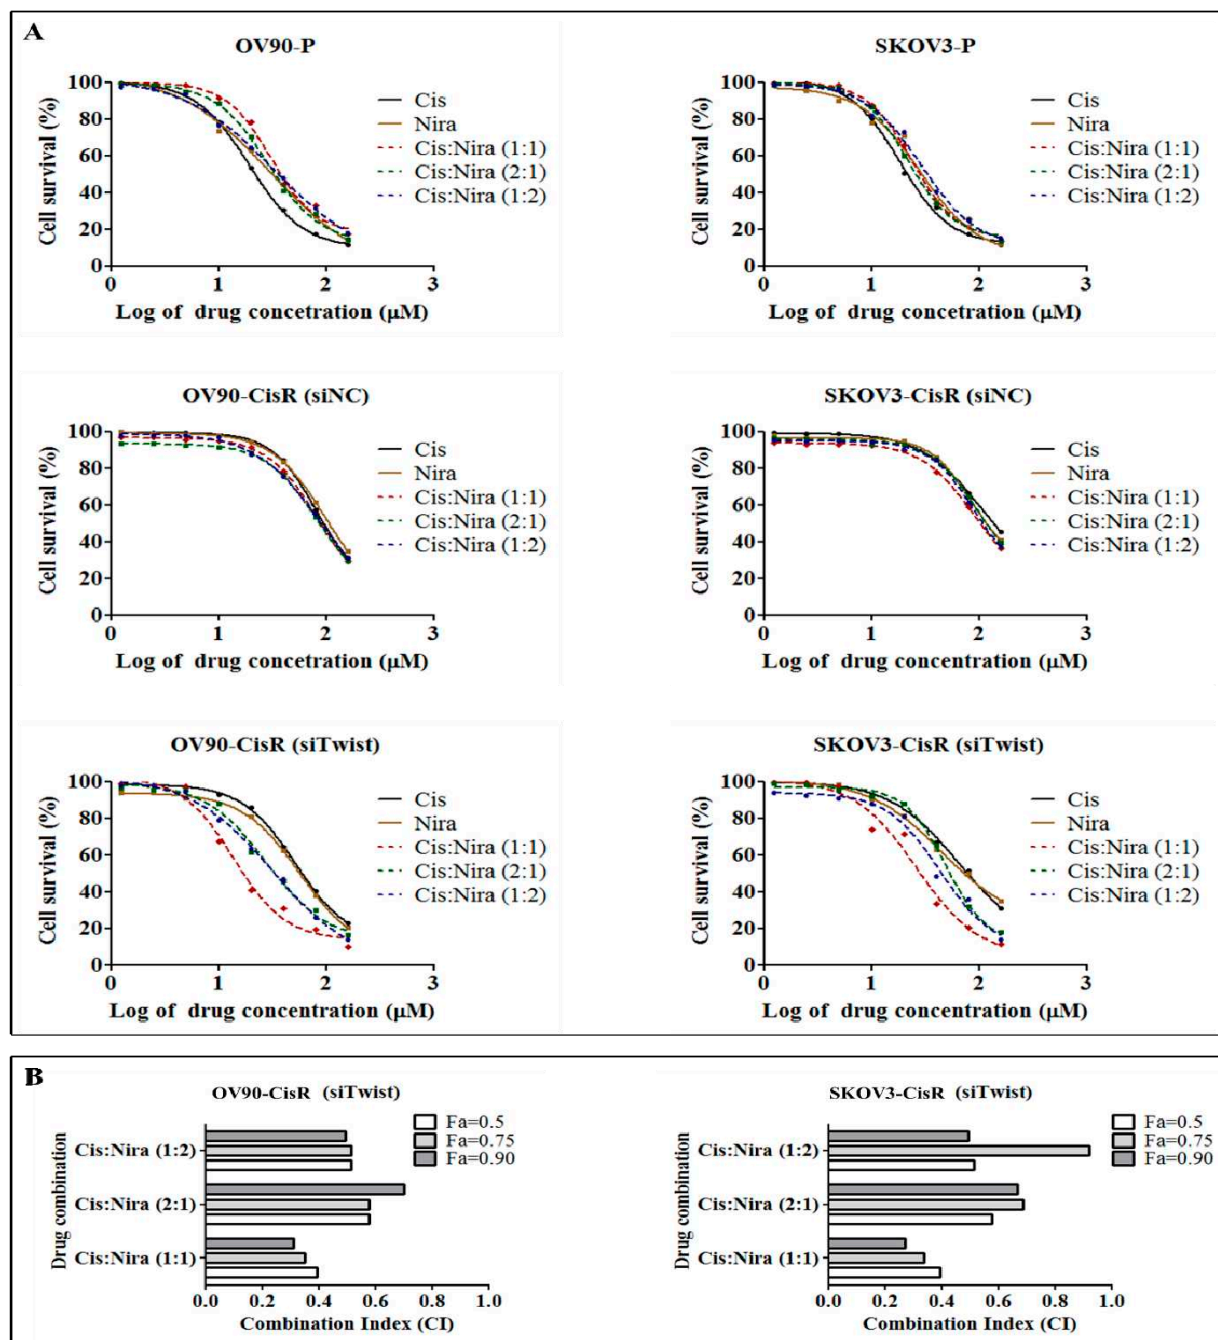 A
OV90-P
100
80
60
40
20
0
Cell survival (%)
Cis
Nira
Cis:Nira (1:1)
Cis:Nira (2:1)
Cis:Nira (1:2)
0 1 2 3
Log of drug concetration (µM)
SKOV3-P
100
80
60
40
20
0
Cell survival (%)
Cis
Nira
Cis:Nira (1:1)
Cis:Nira (2:1)
Cis:Nira (1:2)
0 1 2 3
Log of drug concetration (µM)
OV90-CisR (siNC)
100
80
60
40
20
0
Cell survival (%)
Cis
Nira
Cis:Nira (1:1)
Cis:Nira (2:1)
Cis:Nira (1:2)
0 1 2 3
Log of drug concetration (µM)
SKOV3-CisR (siNC)
100
80
60
40
20
0
Cell survival (%)
Cis
Nira
Cis:Nira (1:1)
Cis:Nira (2:1)
Cis:Nira (1:2)
0 1 2 3
Log of drug concetration (µM)
OV90-CisR (siTwist)
100
80
60
40
20
0
Cell survival (%)
Cis
Nira
Cis:Nira (1:1)
Cis:Nira (2:1)
Cis:Nira (1:2)
0 1 2 3
Log of drug concentration (µM)
SKOV3-CisR (siTwist)
100
80
60
40
20
0
Cell survival (%)
Cis
Nira
Cis:Nira (1:1)
Cis:Nira (2:1)
Cis:Nira (1:2)
0 1 2 3
Log of drug concentration (µM)
B
OV90-CisR (siTwist)
Fa=0.5
Fa=0.75
Fa=0.90
Drug combination
Cis:Nira (1:2)
Cis:Nira (2:1)
Cis:Nira (1:1)
0.0 0.2 0.4 0.6 0.8 1.0
Combination Index (CI)
SKOV3-CisR (siTwist)
Fa=0.5
Fa=0.75
Fa=0.90
Drug combination
Cis:Nira (1:2)
Cis:Nira (2:1)
Cis:Nira (1:1)
0.0 0.2 0.4 0.6 0.8 1.0
Combination Index (CI)